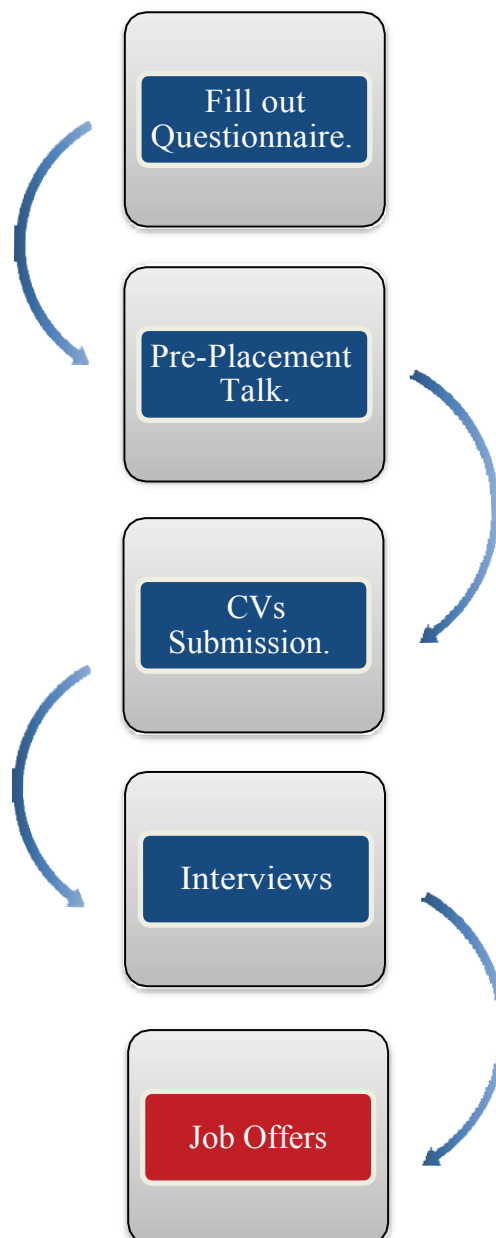 Fill out
Questionnaire.
Pre-Placement
Talk.
CVs
Submission.
Interviews
Job Offers